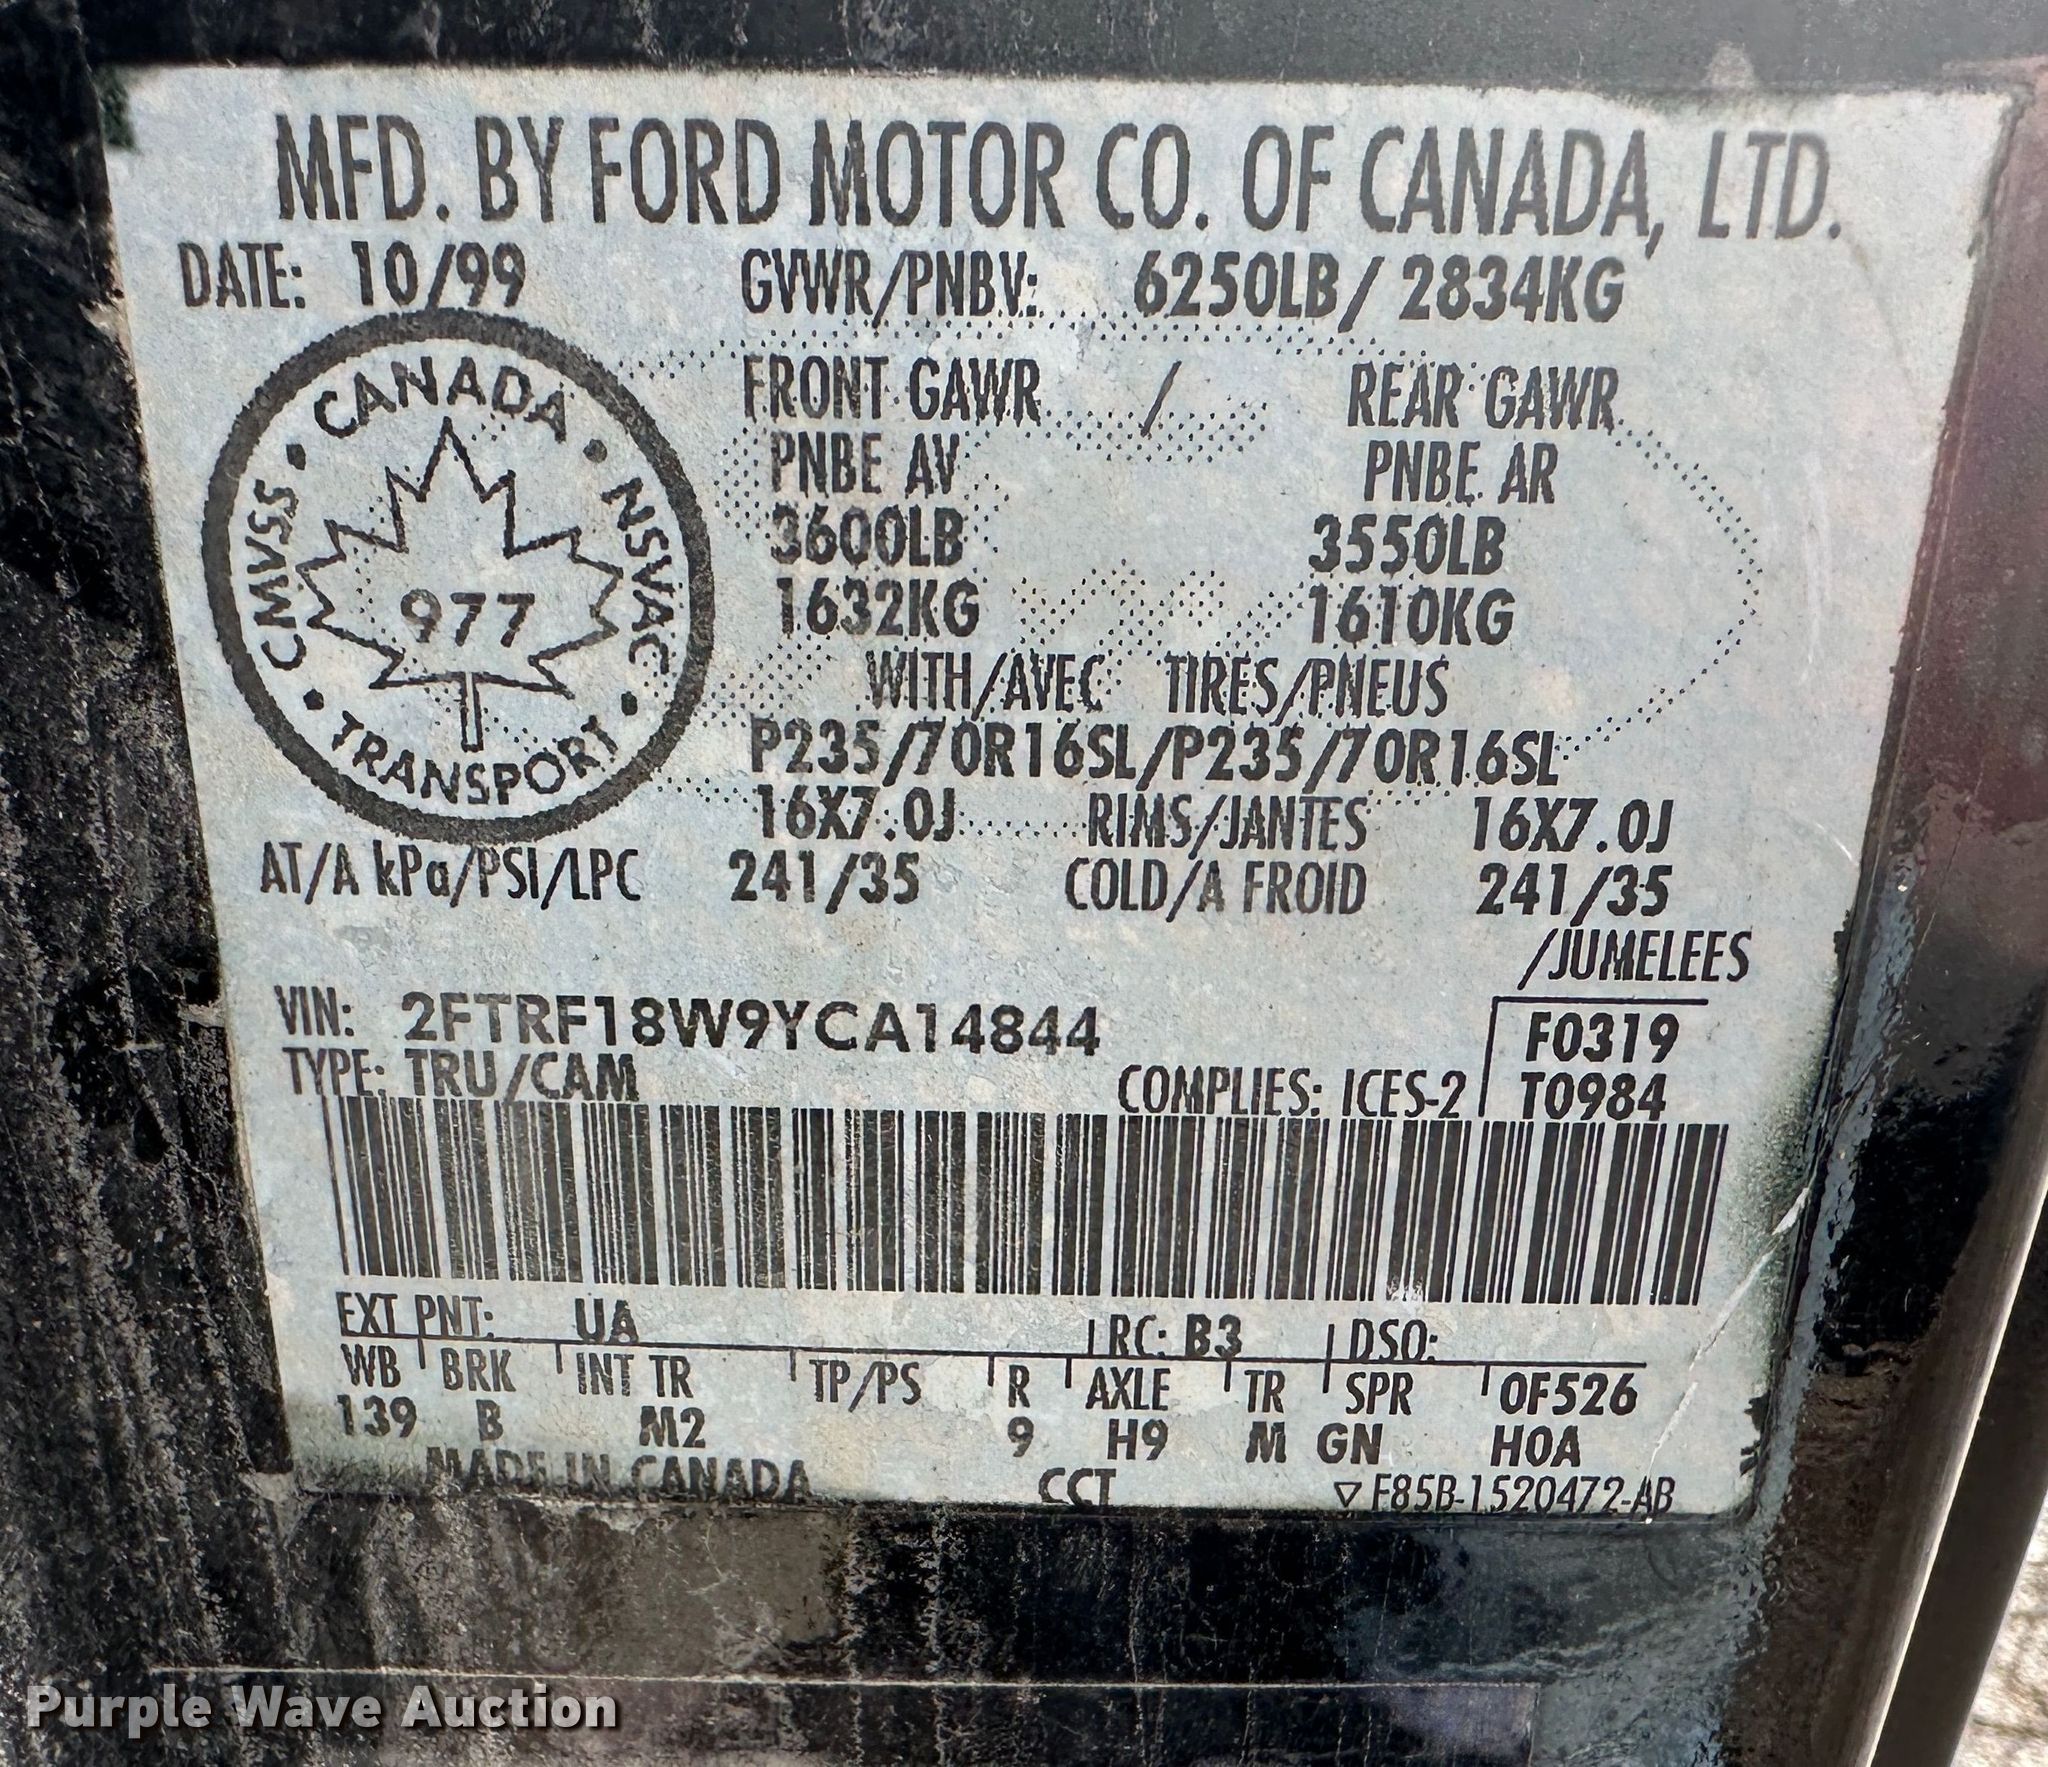 MFD. BY FORD MOTOR CO. OF CANADA, LTD.
DATE: 10/99 GVWR/PNBV: 6250LB/2834KG
CANADA
CMVSS NSVAC
977
TRANSPORT
FRONT GAWR / REAR GAWR
PNBE AV PNBE AR
3600LB 3550LB
1632KG 1610KG
WITH/AVEC TIRES/PNEUS
P235/70R16SL/P235/70R16SL
16X7.0J RIMS/JANTES 16X7.0J
AT/A kPa/PSI/LPC 241/35 COLD/A FROID 241/35
/JUMELEES
VIN: 2FTRF18W9YCA14844 F0319
TYPE: TRU/CAM COMPLIES: ICES-2 T0984
EXT PNT: UA RC: B3 DSO:
WB BRK INT TR TP/PS R AXLE TR SPR 0F526
139 B M2 9 H9 M GN H0A
MADE IN CANADA CCT ▽ F85B-1520472-AB
Purple Wave Auction